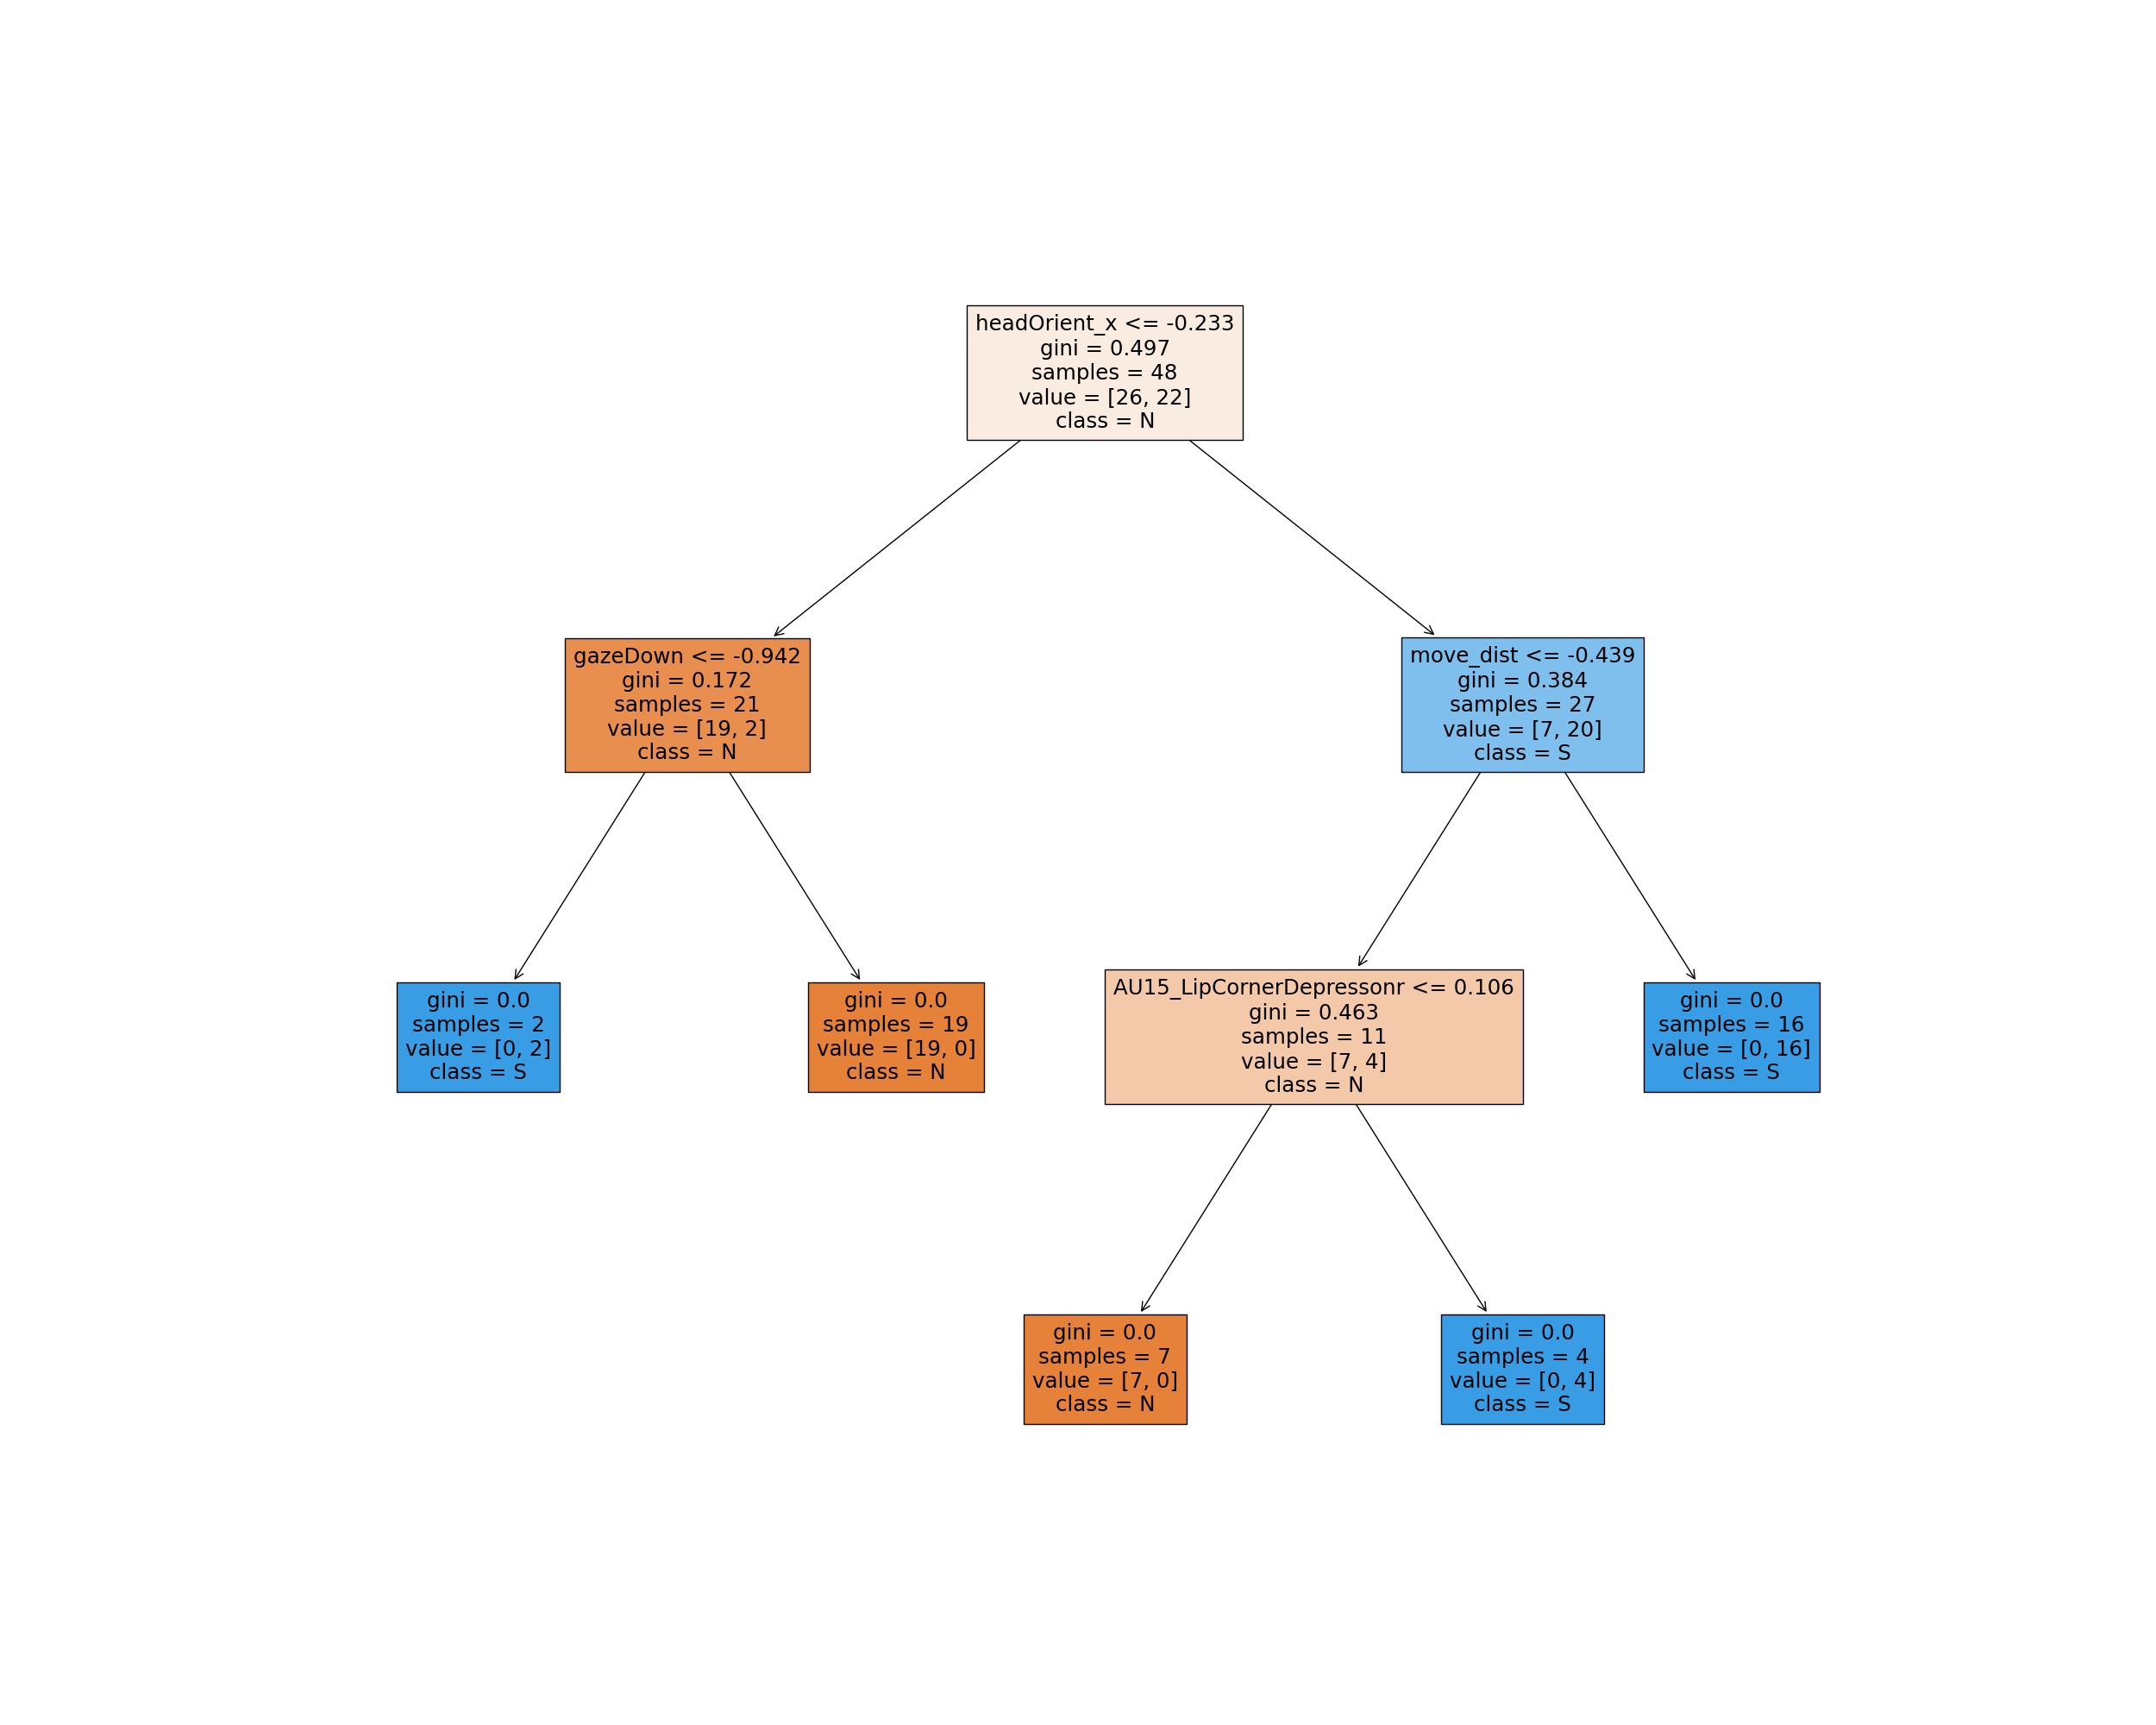 headOrient_x <= -0.233
gini = 0.497
samples = 48
value = [26, 22]
class = N
gazeDown <= -0.942
gini = 0.172
samples = 21
value = [19, 2]
class = N
move_dist <= -0.439
gini = 0.384
samples = 27
value = [7, 20]
class = S
gini = 0.0
samples = 2
value = [0, 2]
class = S
gini = 0.0
samples = 19
value = [19, 0]
class = N
AU15_LipCornerDepressonr <= 0.106
gini = 0.463
samples = 11
value = [7, 4]
class = N
gini = 0.0
samples = 16
value = [0, 16]
class = S
gini = 0.0
samples = 7
value = [7, 0]
class = N
gini = 0.0
samples = 4
value = [0, 4]
class = S